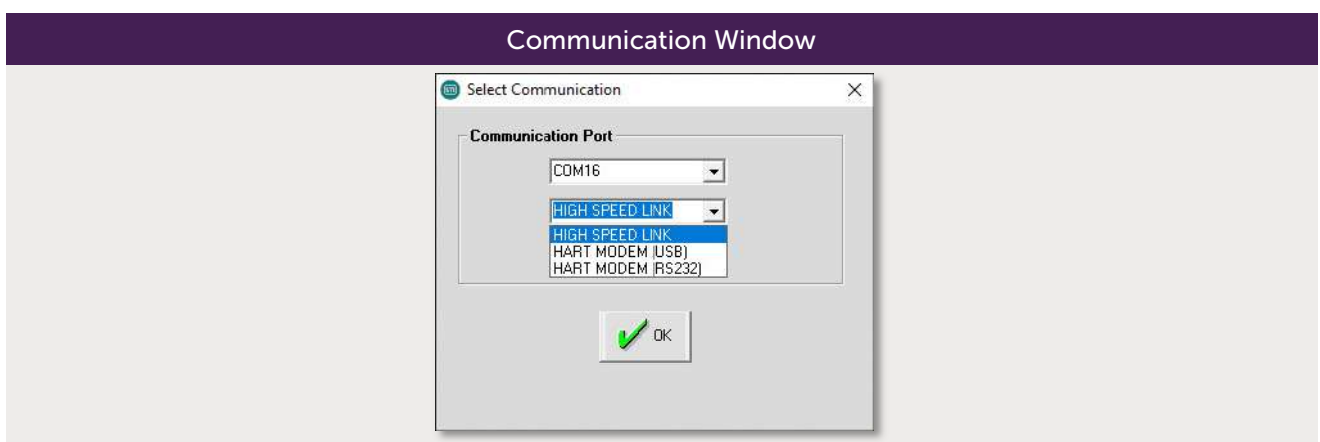 Communication Window
Select Communication
Communication Port
COM16
HIGH SPEED LINK
HIGH SPEED LINK
HART MODEM (USB)
HART MODEM (RS232)
OK